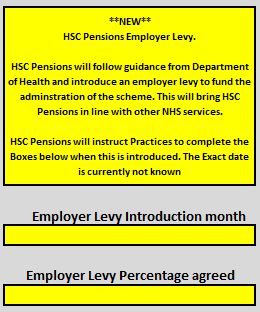 **NEW**
HSC Pensions Employer Levy.
HSC Pensions will follow guidance from Department
of Health and introduce an employer levy to fund the
adminstration of the scheme. This will bring HSC
Pensions in line with other NHS services.
HSC Pensions will instruct Practices to complete the
Boxes below when this is introduced. The Exact date
is currently not known
Employer Levy Introduction month
Employer Levy Percentage agreed